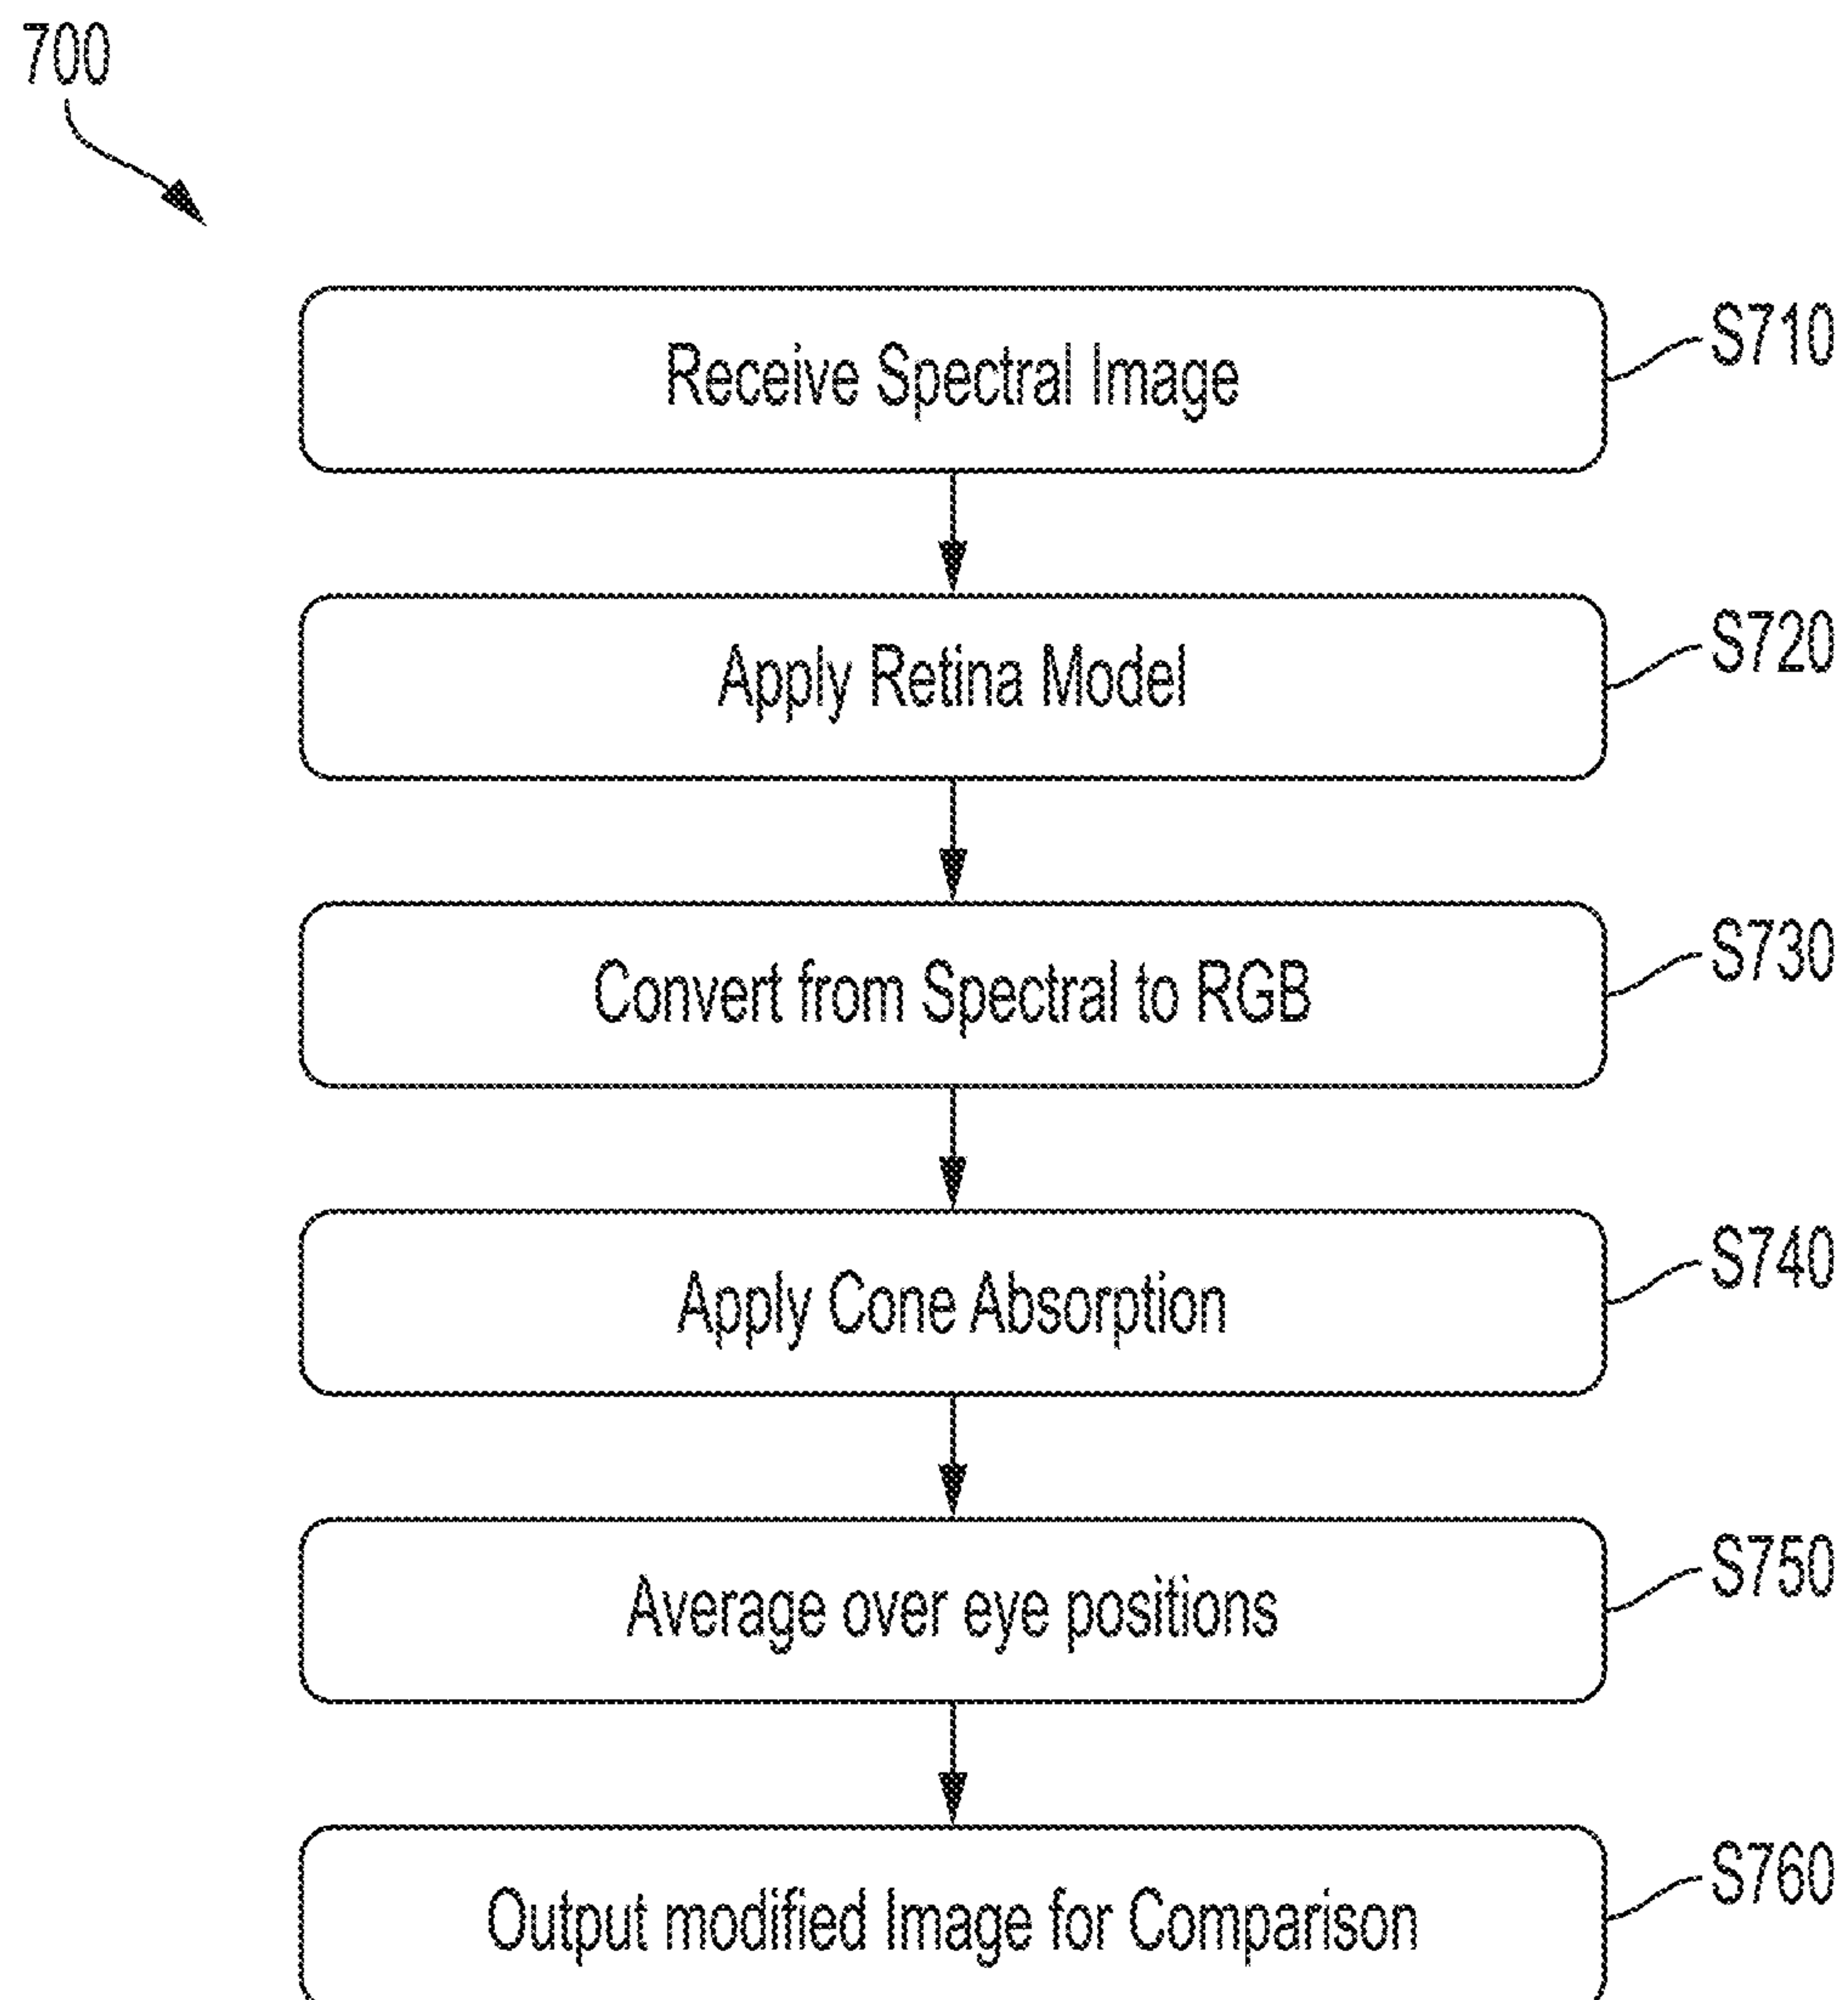 700
Receive Spectral Image
S710
Apply Retina Model
S720
Convert from Spectral to RGB
S730
Apply Cone Absorption
S740
Average over eye positions
S750
Output modified Image for Comparison
S760